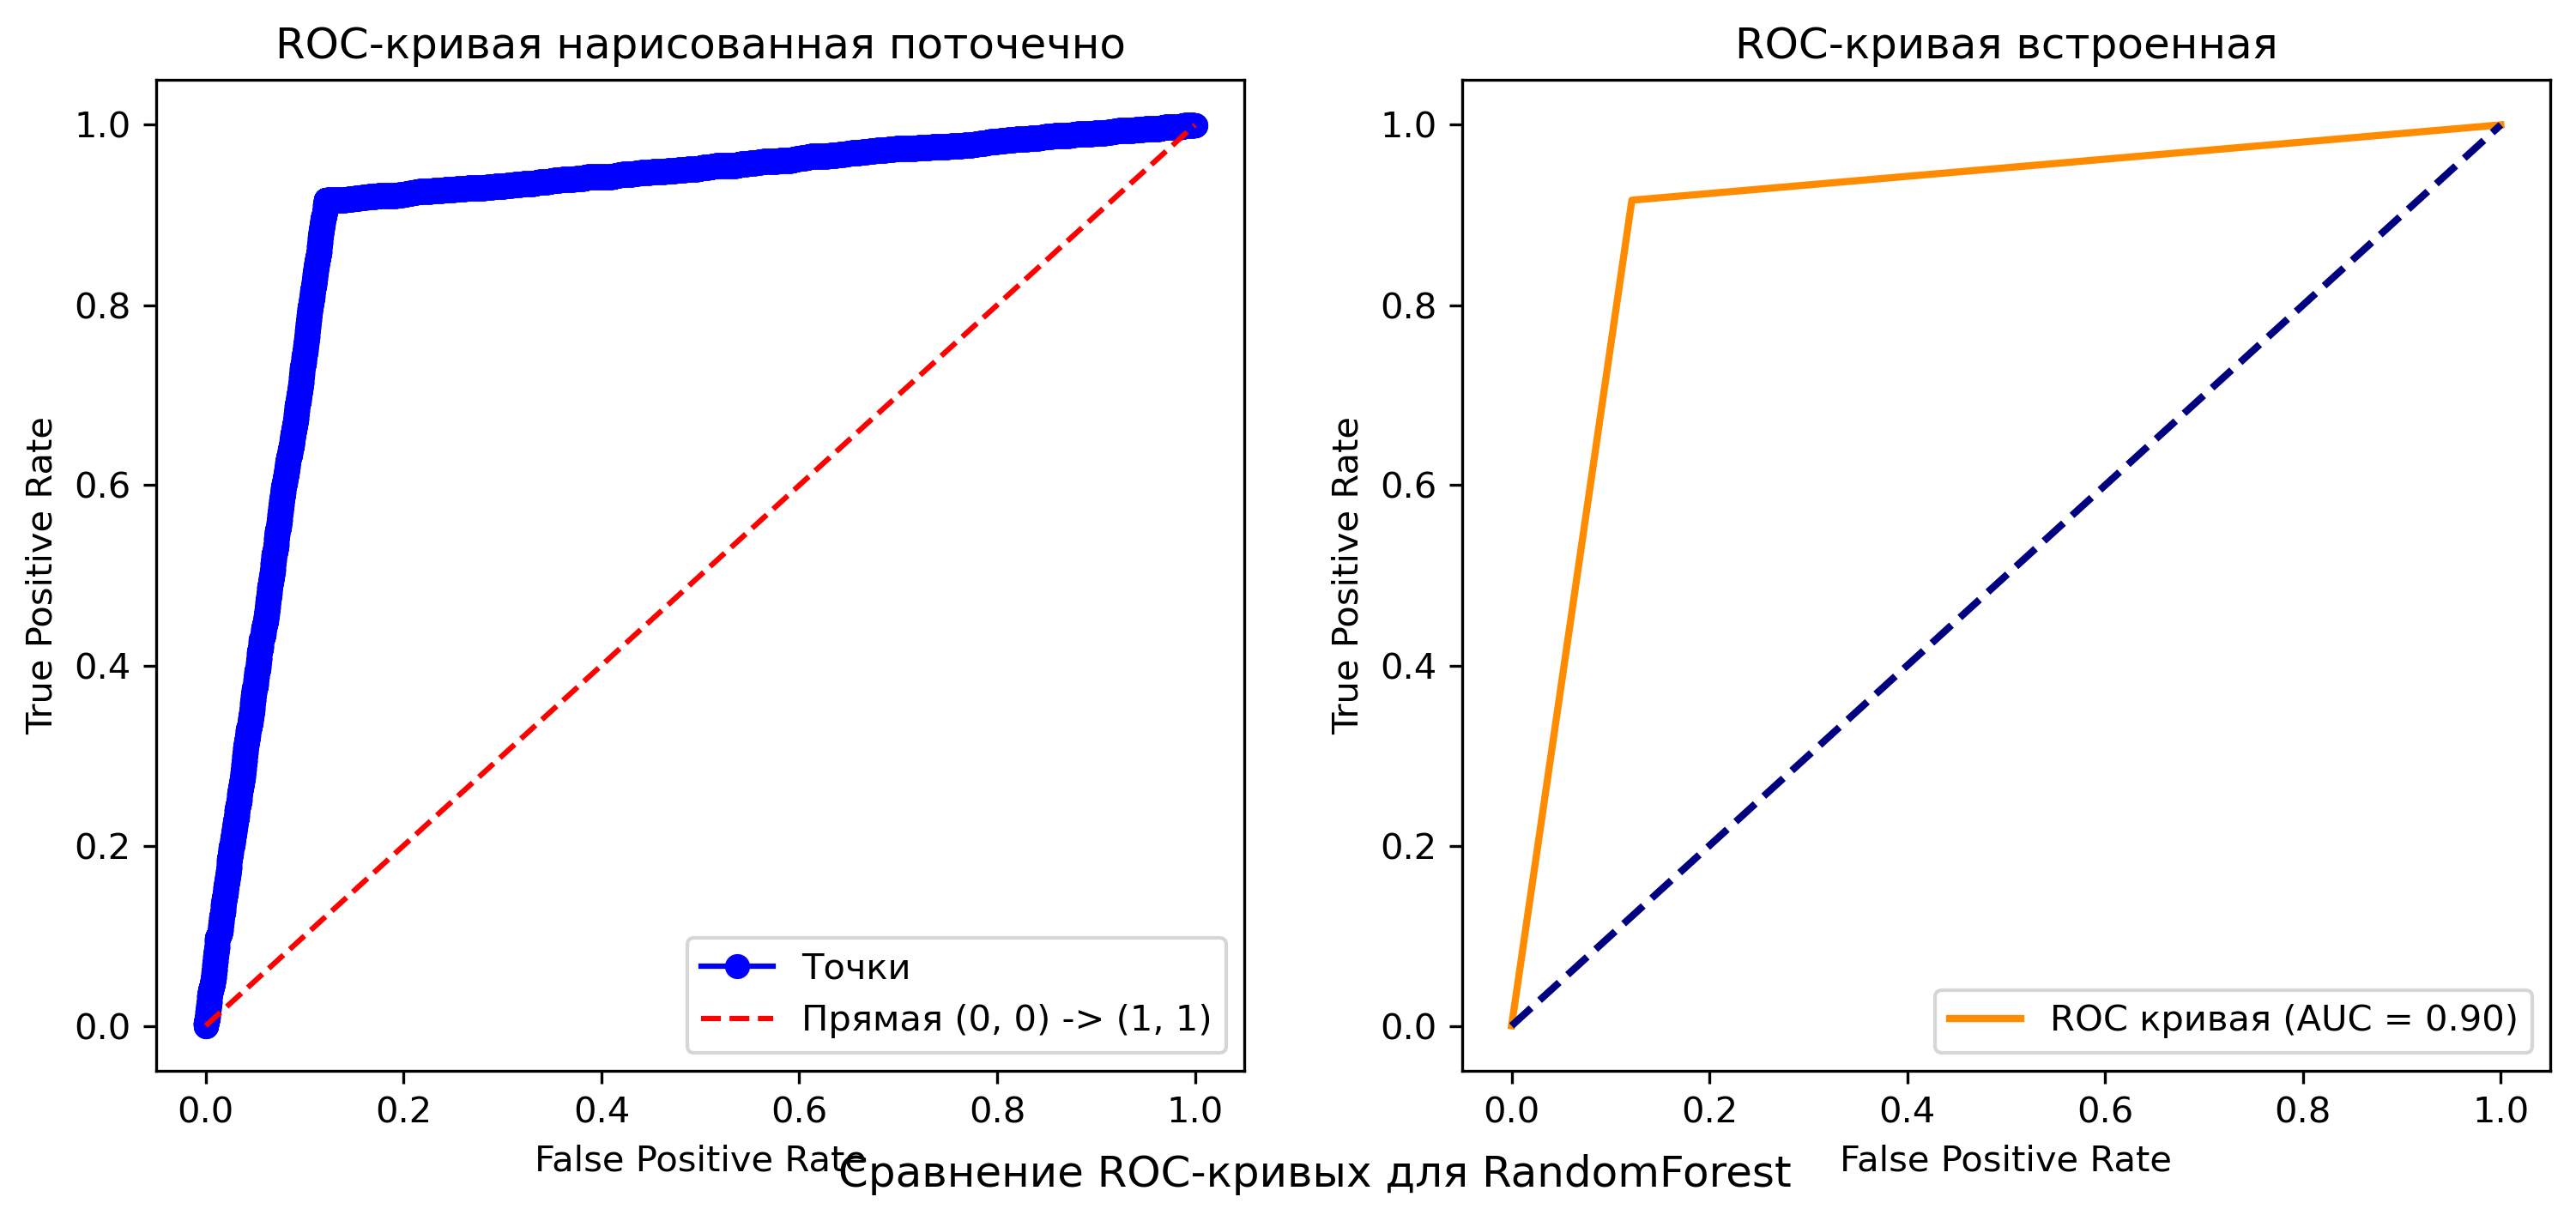 ROC-кривая нарисованная поточечно
True Positive Rate
1.0
0.8
0.6
0.4
0.2
0.0
Точки
Прямая (0, 0) -> (1, 1)
0.0 0.2 0.4 0.6 0.8 1.0
False Positive Rate
ROC-кривая встроенная
True Positive Rate
1.0
0.8
0.6
0.4
0.2
0.0
ROC кривая (AUC = 0.90)
0.0 0.2 0.4 0.6 0.8 1.0
False Positive Rate
Сравнение ROC-кривых для RandomForest